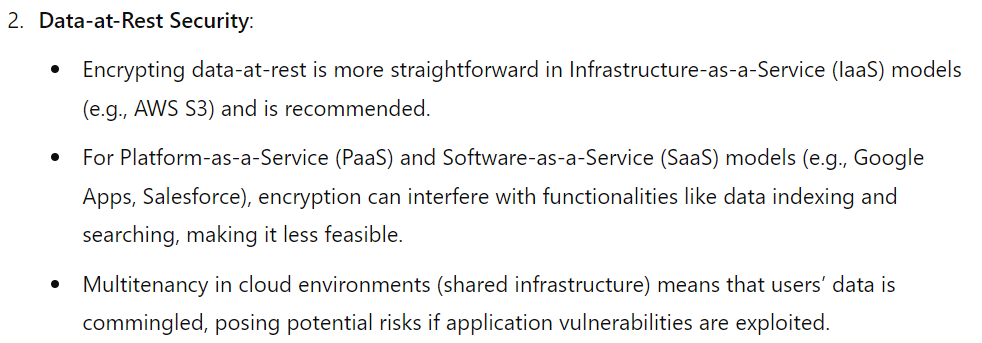 2. Data-at-Rest Security:
• Encrypting data-at-rest is more straightforward in Infrastructure-as-a-Service (IaaS) models
(e.g., AWS S3) and is recommended.
• For Platform-as-a-Service (PaaS) and Software-as-a-Service (SaaS) models (e.g., Google
Apps, Salesforce), encryption can interfere with functionalities like data indexing and
searching, making it less feasible.
• Multitenancy in cloud environments (shared infrastructure) means that users’ data is
commingled, posing potential risks if application vulnerabilities are exploited.